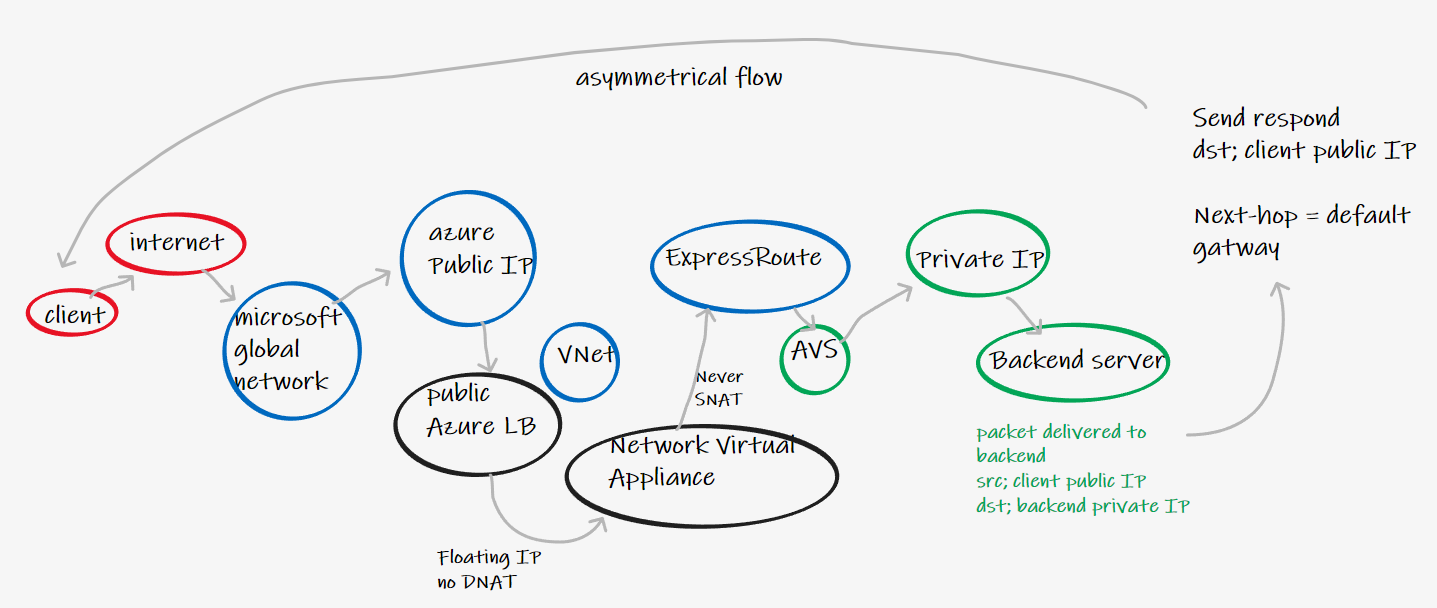 asymmetrical flow
Send respond
dst; client public IP
Next-hop = default
gatway
internet
client
microsoft
global
network
azure
Public IP
public
Azure LB
VNet
Floating IP
no DNAT
Network Virtual
Appliance
Never
SNAT
ExpressRoute
AVS
Private IP
Backend server
packet delivered to
backend
src; client public IP
dst; backend private IP